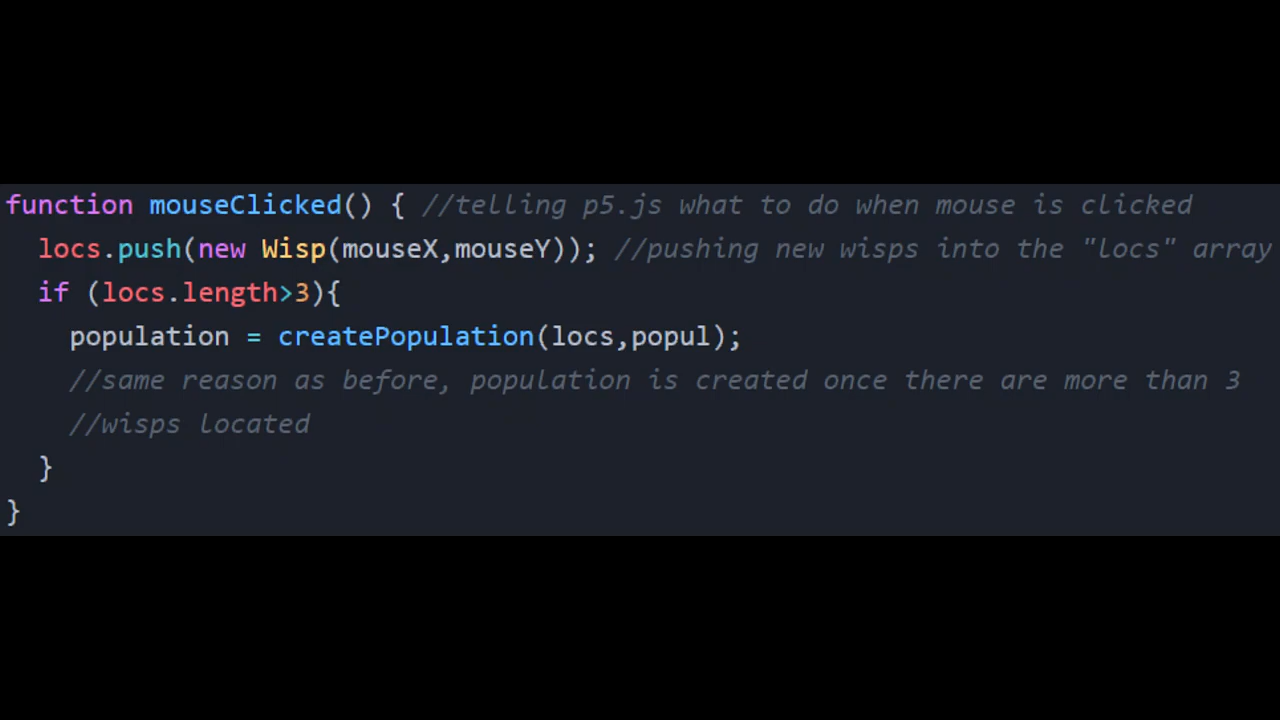 function mouseClicked() { //telling p5.js what to do when mouse is clicked
  locs.push(new Wisp(mouseX,mouseY)); //pushing new wisps into the "locs" array
  if (locs.length>3){
    population = createPopulation(locs,popul);
    //same reason as before, population is created once there are more than 3
    //wisps located
  }
}